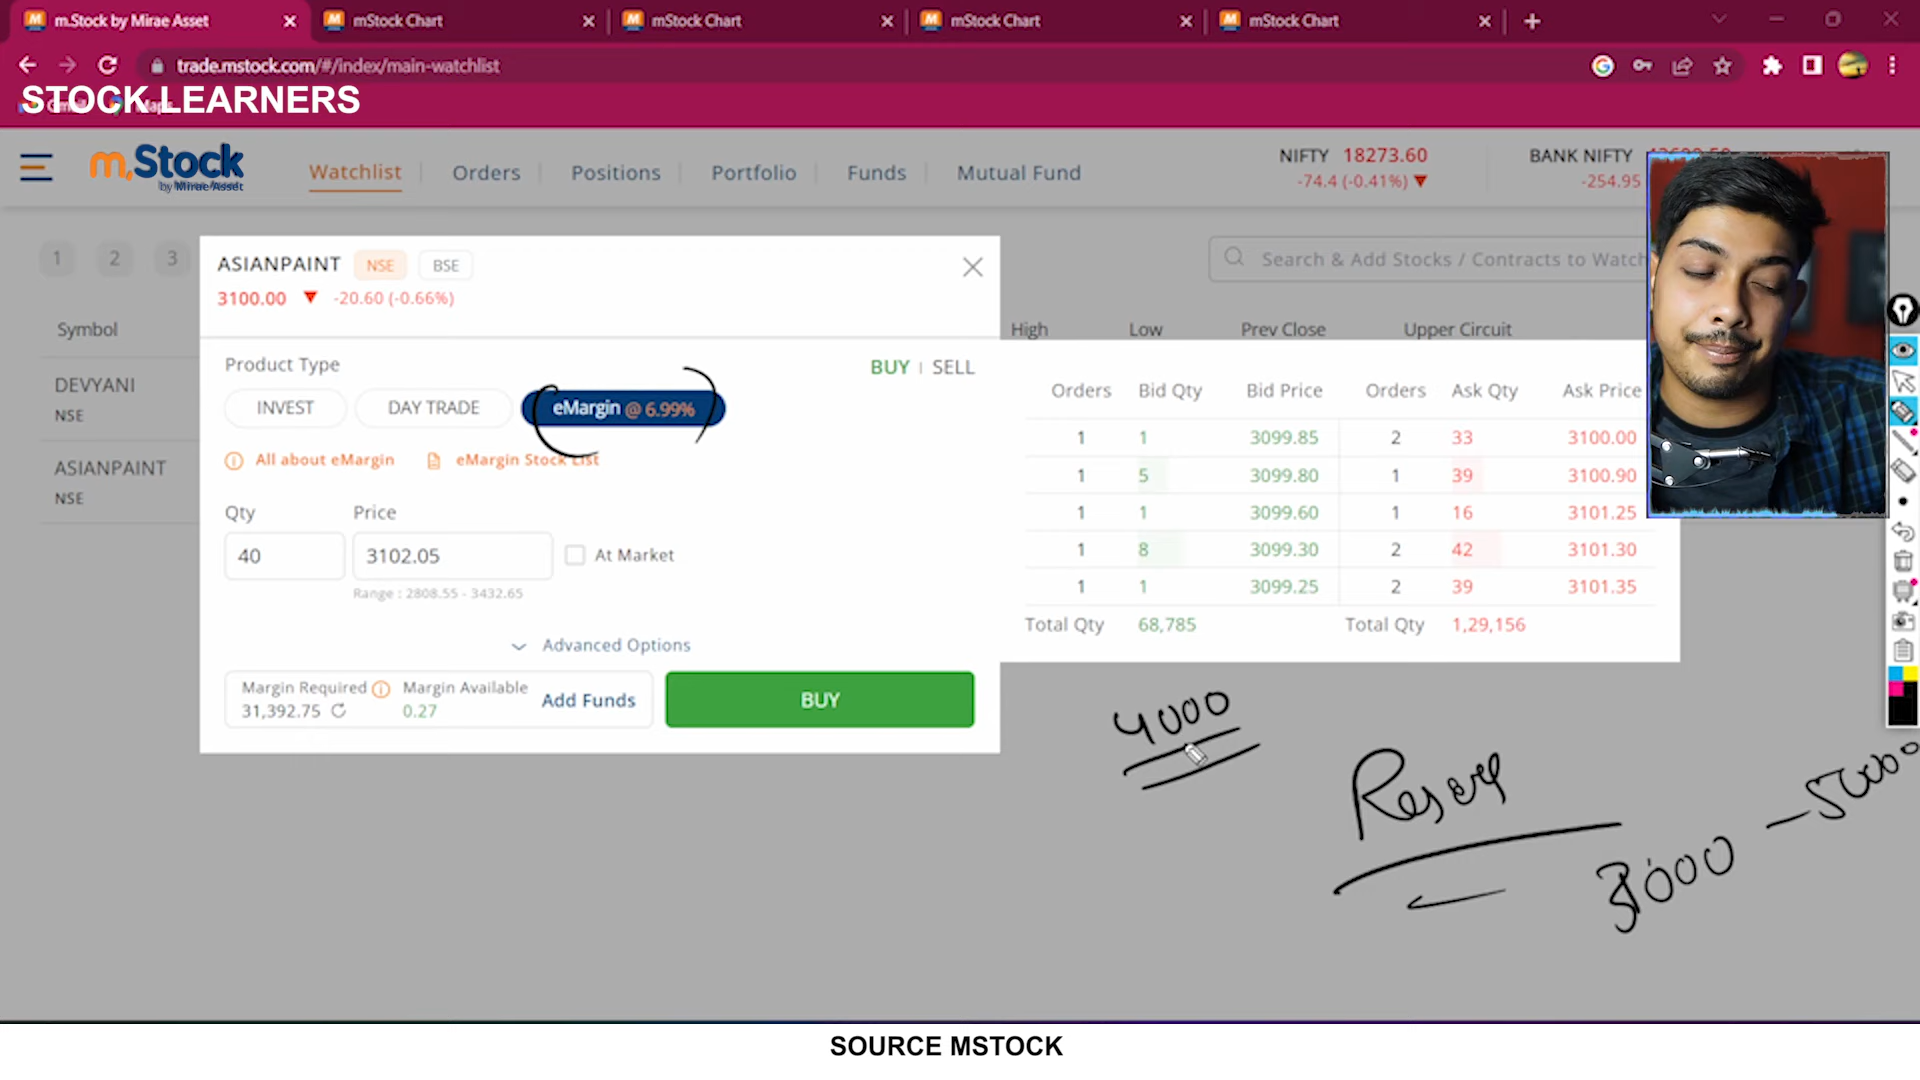 m.Stock by Mirae Asset
mStock Chart
mStock Chart
mStock Chart
mStock Chart
trade.mstock.com/#/index/main-watchlist
STOCK LEARNERS
m.Stock
by Mirae Asset
Watchlist
Orders
Positions
Portfolio
Funds
Mutual Fund
NIFTY 18273.60
-74.4 (-0.41%)
BANK NIFTY
-254.95
1 2 3
Search & Add Stocks / Contracts to Watch
Symbol
High
Low
Prev Close
Upper Circuit
DEVYANI
NSE
ASIANPAINT
NSE
ASIANPAINT NSE BSE
3100.00 -20.60 (-0.66%)
Product Type
BUY | SELL
INVEST
DAY TRADE
eMargin @ 6.99%
All about eMargin
eMargin Stock List
Qty
Price
40
3102.05
At Market
Range : 2808.55 - 3432.65
Advanced Options
Margin Required
31,392.75
Margin Available
0.27
Add Funds
BUY
Orders Bid Qty Bid Price Orders Ask Qty Ask Price
1 1 3099.85 2 33 3100.00
1 5 3099.80 1 39 3100.90
1 1 3099.60 1 16 3101.25
1 8 3099.30 2 42 3101.30
1 1 3099.25 2 39 3101.35
Total Qty 68,785 Total Qty 1,29,156
4000
SOURCE MSTOCK